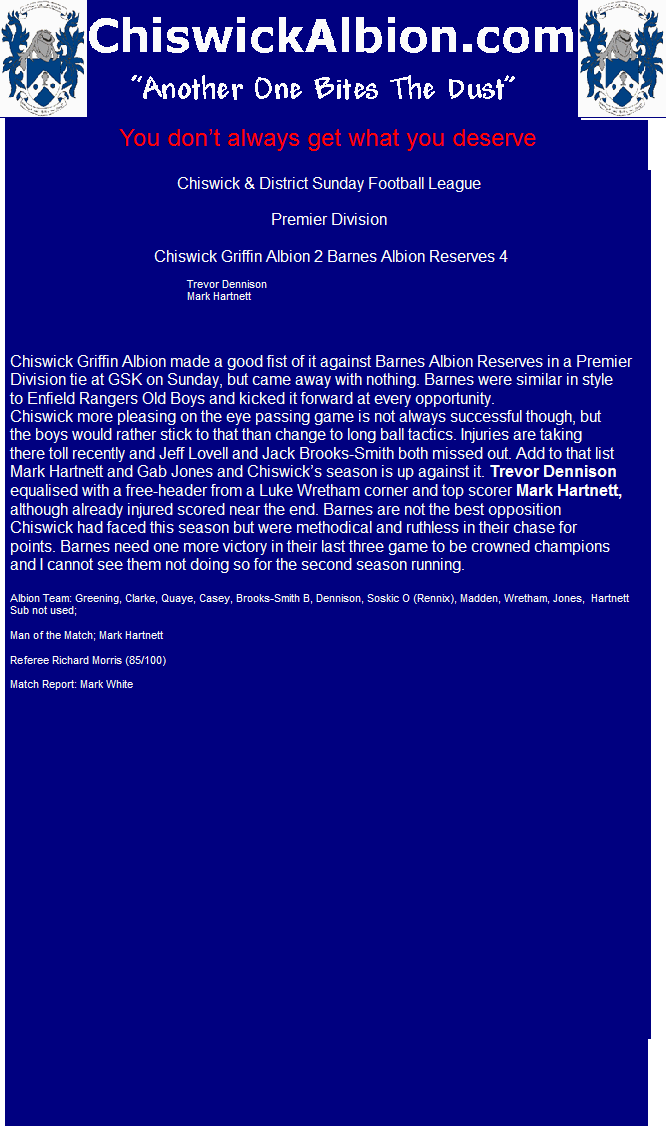 ChiswickAlbion.com
“Another One Bites The Dust”
You don’t always get what you deserve
Chiswick & District Sunday Football League
Premier Division
Chiswick Griffin Albion 2 Barnes Albion Reserves 4
Trevor Dennison
Mark Hartnett
Chiswick Griffin Albion made a good fist of it against Barnes Albion Reserves in a Premier
Division tie at GSK on Sunday, but came away with nothing. Barnes were similar in style
to Enfield Rangers Old Boys and kicked it forward at every opportunity.
Chiswick more pleasing on the eye passing game is not always successful though, but
the boys would rather stick to that than change to long ball tactics. Injuries are taking
there toll recently and Jeff Lovell and Jack Brooks-Smith both missed out. Add to that list
Mark Hartnett and Gab Jones and Chiswick’s season is up against it. Trevor Dennison
equalised with a free-header from a Luke Wretham corner and top scorer Mark Hartnett,
although already injured scored near the end. Barnes are not the best opposition
Chiswick had faced this season but were methodical and ruthless in their chase for
points. Barnes need one more victory in their last three game to be crowned champions
and I cannot see them not doing so for the second season running.
Albion Team: Greening, Clarke, Quaye, Casey, Brooks-Smith B, Dennison, Soskic O (Rennix), Madden, Wretham, Jones,  Hartnett
Sub not used;
Man of the Match; Mark Hartnett
Referee Richard Morris (85/100)
Match Report: Mark White